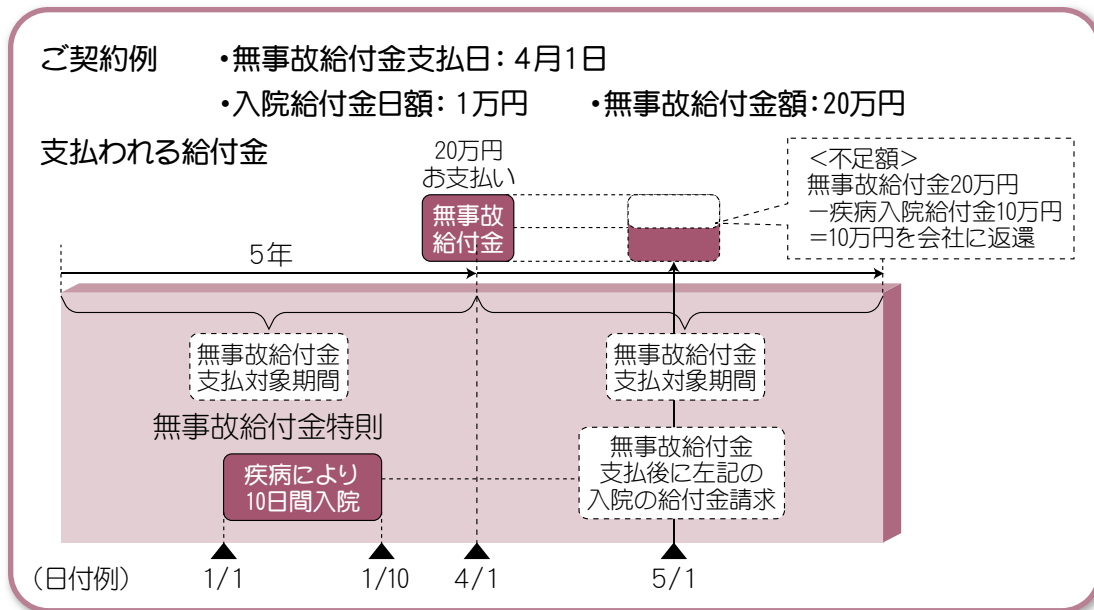 ご契約例 ・無事故給付金支払日：4月1日
・入院給付金日額：1万円 ・無事故給付金額：20万円
支払われる給付金
20万円
お支払い
無事故
給付金
＜不足額＞
無事故給付金20万円
－疾病入院給付金10万円
＝10万円を会社に返還
5年
無事故給付金
支払対象期間
無事故給付金
支払対象期間
無事故給付金特則
疾病により
10日間入院
無事故給付金
支払後に左記の
入院の給付金請求
（日付例） 1/1 1/10 4/1 5/1